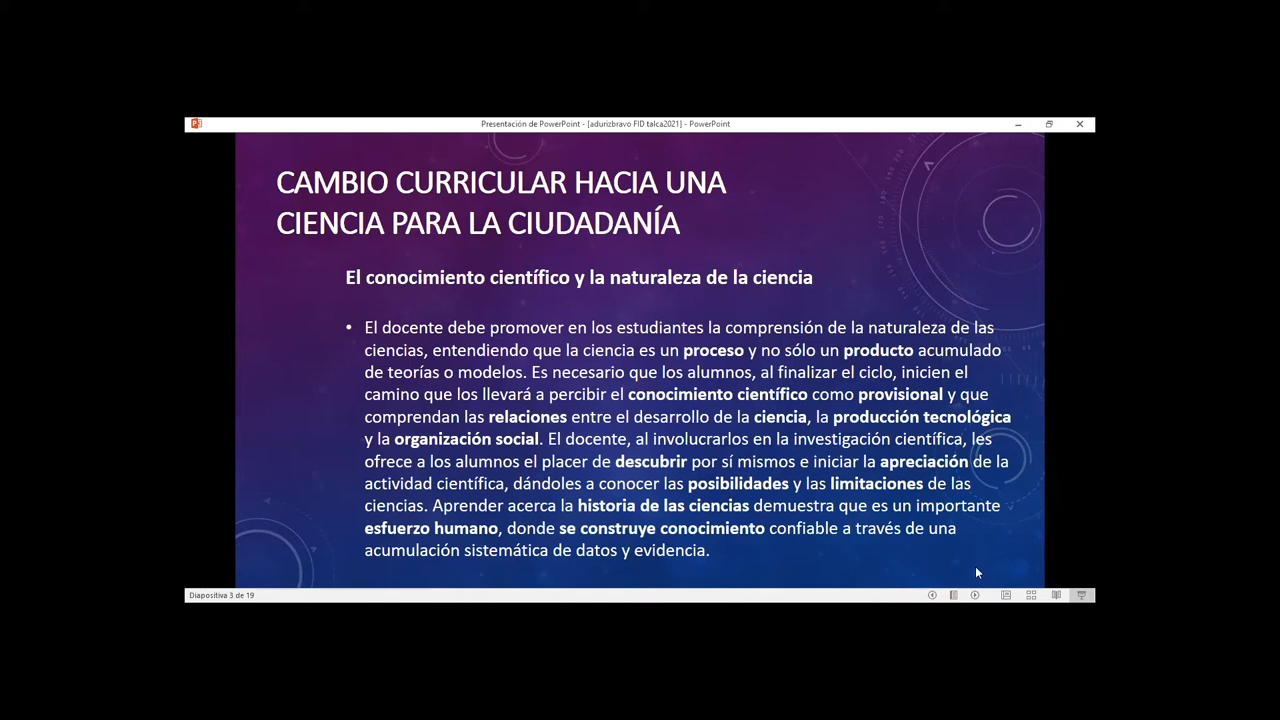 Presentación de PowerPoint - [adurizbravo FID talca2021] - PowerPoint
CAMBIO CURRICULAR HACIA UNA
CIENCIA PARA LA CIUDADANÍA
El conocimiento científico y la naturaleza de la ciencia
• El docente debe promover en los estudiantes la comprensión de la naturaleza de las
ciencias, entendiendo que la ciencia es un proceso y no sólo un producto acumulado
de teorías o modelos. Es necesario que los alumnos, al finalizar el ciclo, inicien el
camino que los llevará a percibir el conocimiento científico como provisional y que
comprendan las relaciones entre el desarrollo de la ciencia, la producción tecnológica
y la organización social. El docente, al involucrarlos en la investigación científica, les
ofrece a los alumnos el placer de descubrir por sí mismos e iniciar la apreciación de la
actividad científica, dándoles a conocer las posibilidades y las limitaciones de las
ciencias. Aprender acerca la historia de las ciencias demuestra que es un importante
esfuerzo humano, donde se construye conocimiento confiable a través de una
acumulación sistemática de datos y evidencia.
Diapositiva 3 de 19